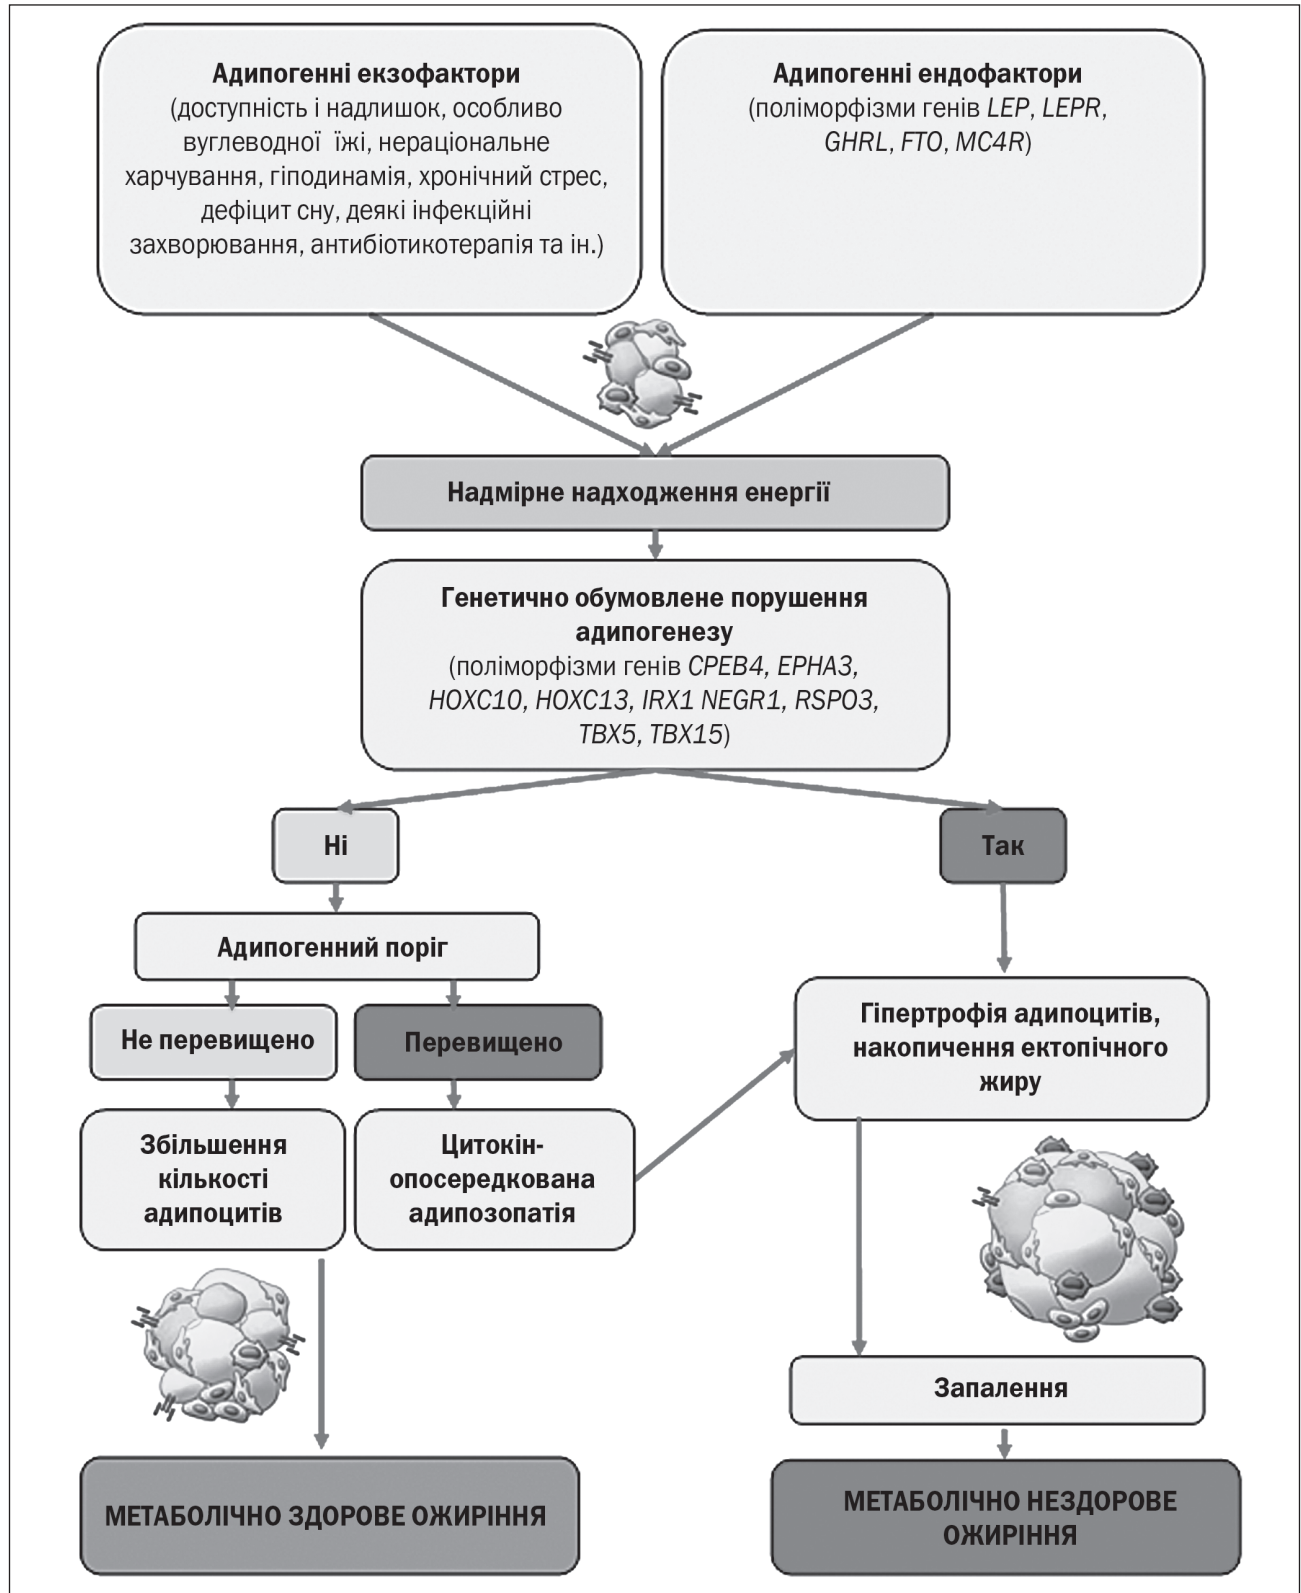 Адипогенні екзофактори
(доступність і надлишок, особливо
вуглеводної їжі, нераціональне
харчування, гіподинамія, хронічний стрес,
дефіцит сну, деякі інфекційні
захворювання, антибіотикотерапія та ін.)
Адипогенні ендофактори
(поліморфізми генів LEP, LEPR,
GHRL, FTO, MC4R)
Надмірне надходження енергії
Генетично обумовлене порушення
адипогенезу
(поліморфізми генів CPEB4, EPHA3,
HOXC10, HOXC13, IRX1 NEGR1, RSPO3,
TBX5, TBX15)
Ні
Так
Адипогенний поріг
Не перевищено
Перевищено
Гіпертрофія адипоцитів,
накопичення ектопічного
жиру
Збільшення
кількості
адипоцитів
Цитокін-
опосередкована
адипозопатія
Запалення
МЕТАБОЛІЧНО ЗДОРОВЕ ОЖИРІННЯ
МЕТАБОЛІЧНО НЕЗДОРОВЕ
ОЖИРІННЯ